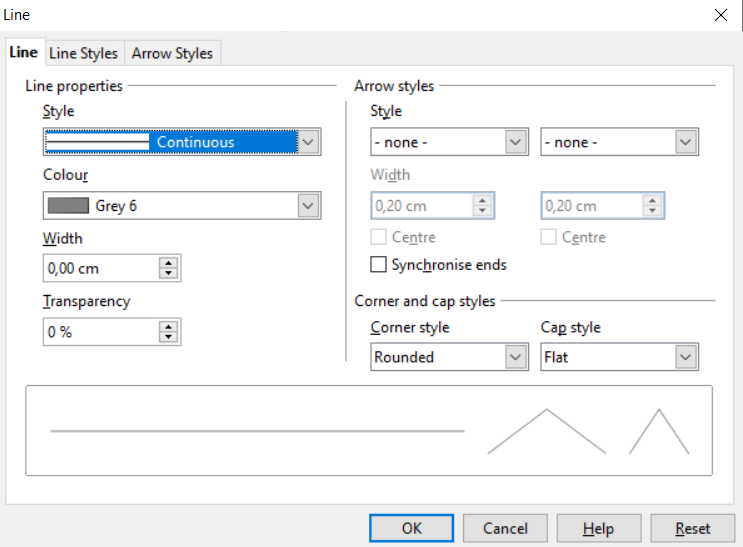 Line
Line Line Styles Arrow Styles
Line properties
Style
Continuous
Colour
Grey 6
Width
0,00 cm
Transparency
0 %
Arrow styles
Style
- none - - none -
Width
0,20 cm 0,20 cm
Centre Centre
Synchronise ends
Corner and cap styles
Corner style Cap style
Rounded Flat
OK Cancel Help Reset